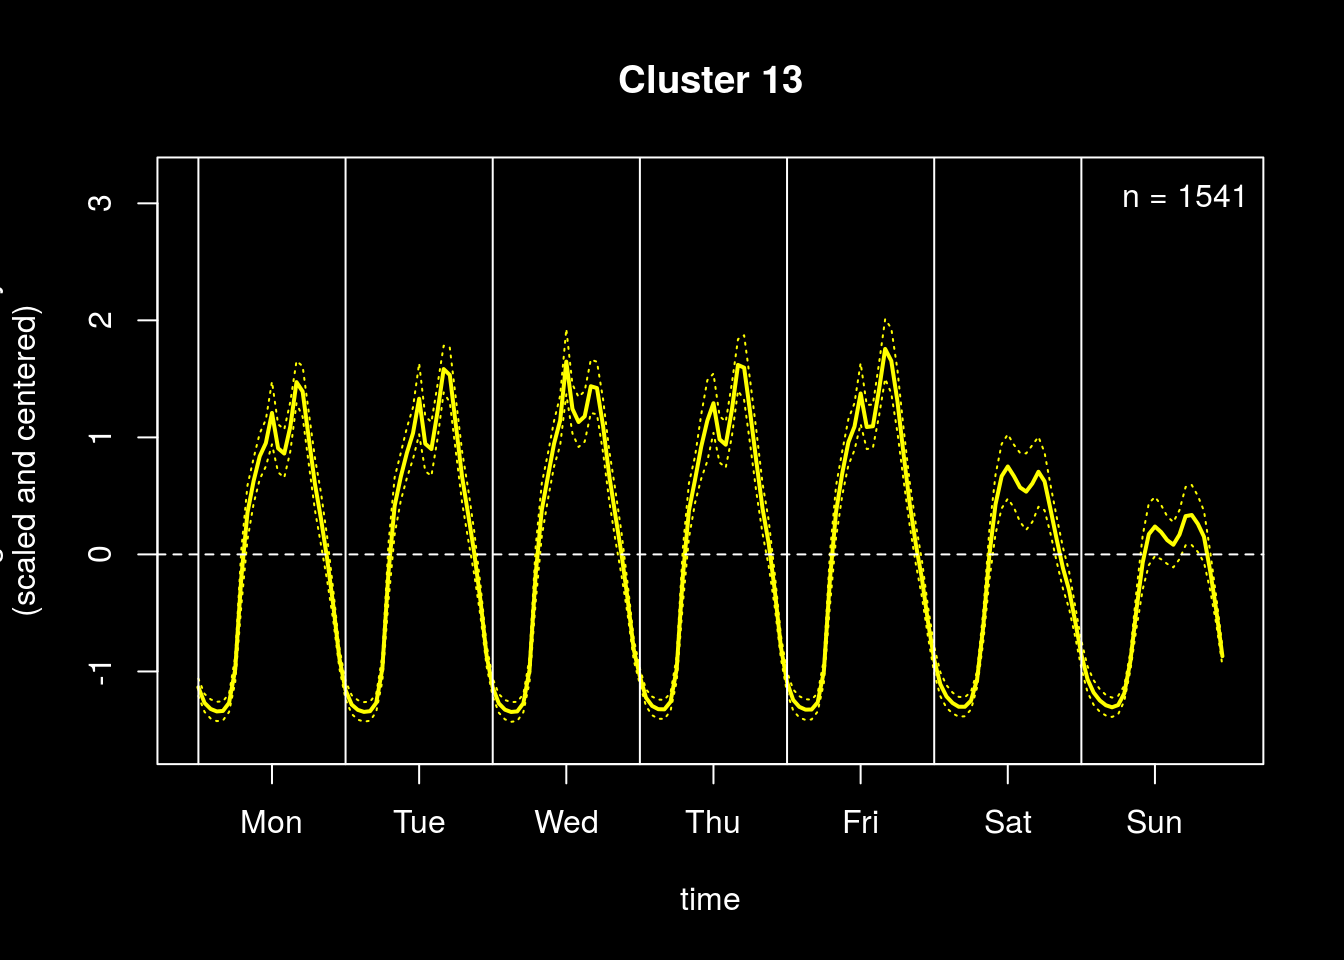 Cluster 13
n = 1541
3
2
1
0
-1
(scaled and centered)
Mon Tue Wed Thu Fri Sat Sun
time